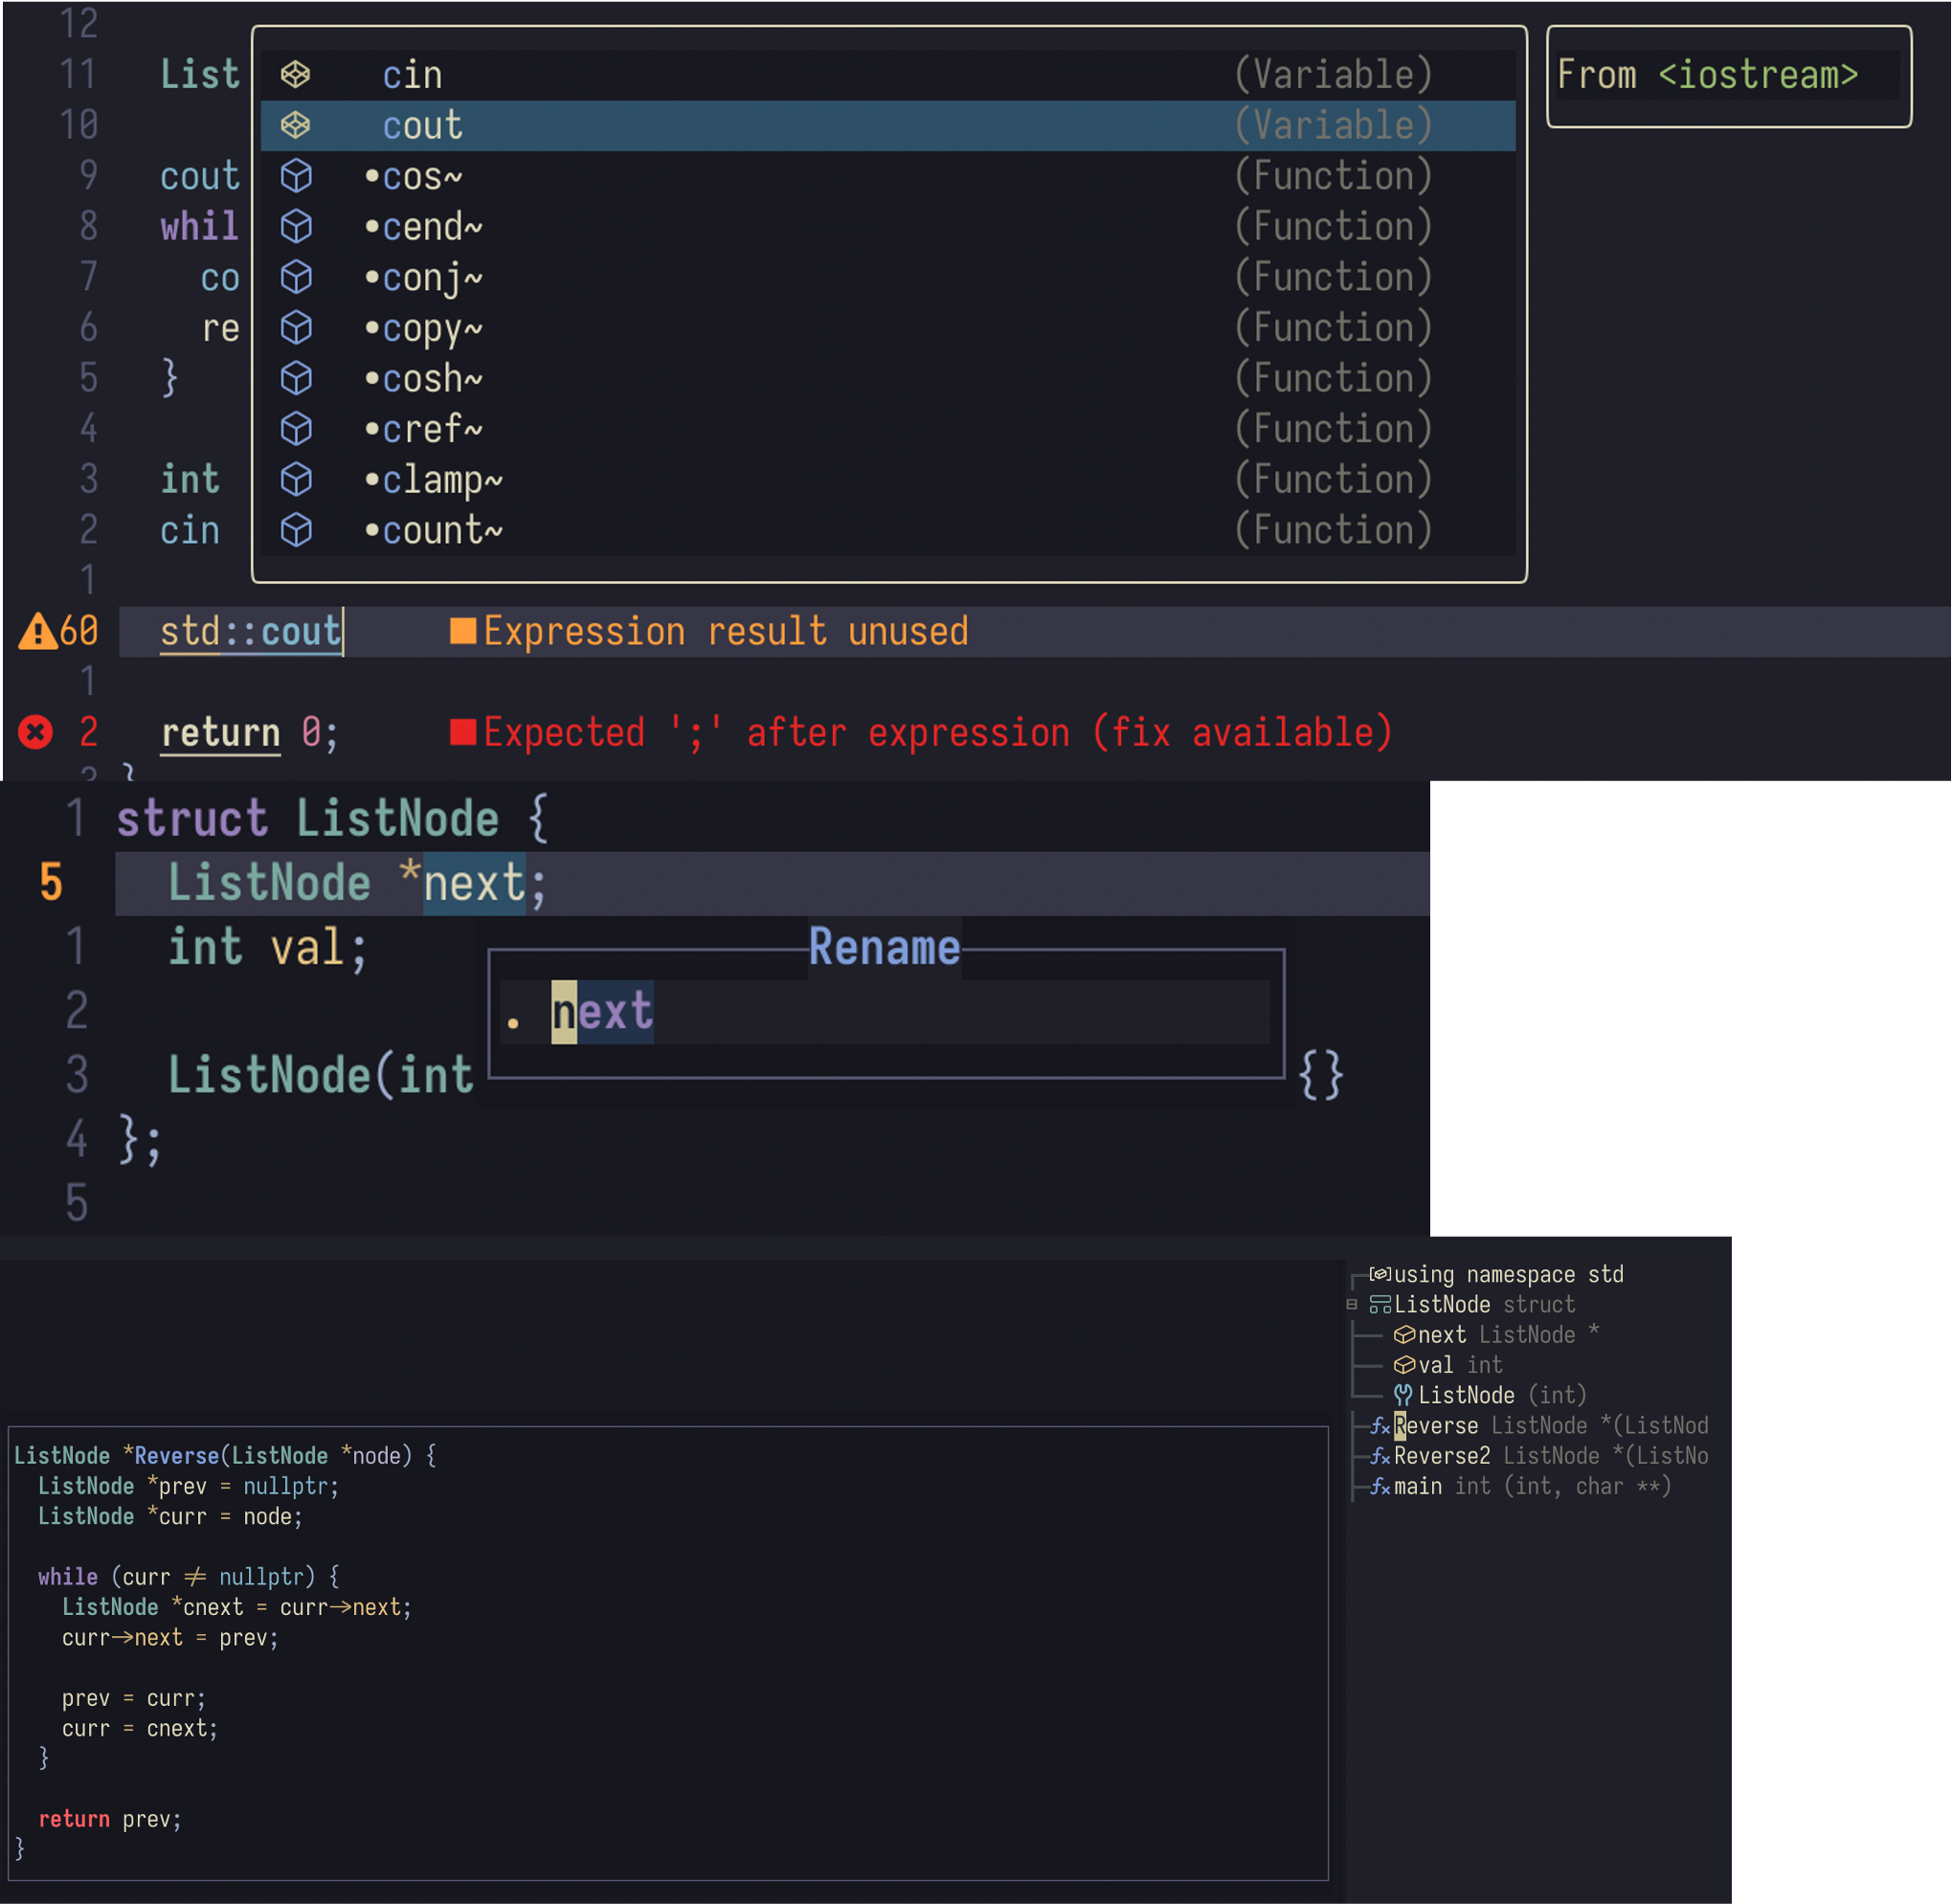 12
11 List cin (Variable) From <iostream>
10 cout (Variable)
9 cout •cos~ (Function)
8 whil •cend~ (Function)
7 co •conj~ (Function)
6 re •copy~ (Function)
5 } •cosh~ (Function)
4 •cref~ (Function)
3 int •clamp~ (Function)
2 cin •count~ (Function)
1
60 std::cout ■Expression result unused
1
2 return 0; ■Expected ';' after expression (fix available)
3 }
1 struct ListNode {
5 ListNode *next;
1 int val; Rename
2 . next
3 ListNode(int {}
4 };
5
using namespace std
ListNode struct
next ListNode *
val int
ListNode (int)
Reverse ListNode *(ListNod
Reverse2 ListNode *(ListNo
main int (int, char **)
ListNode *Reverse(ListNode *node) {
ListNode *prev = nullptr;
ListNode *curr = node;
while (curr ≠ nullptr) {
ListNode *cnext = curr→next;
curr→next = prev;
prev = curr;
curr = cnext;
}
return prev;
}